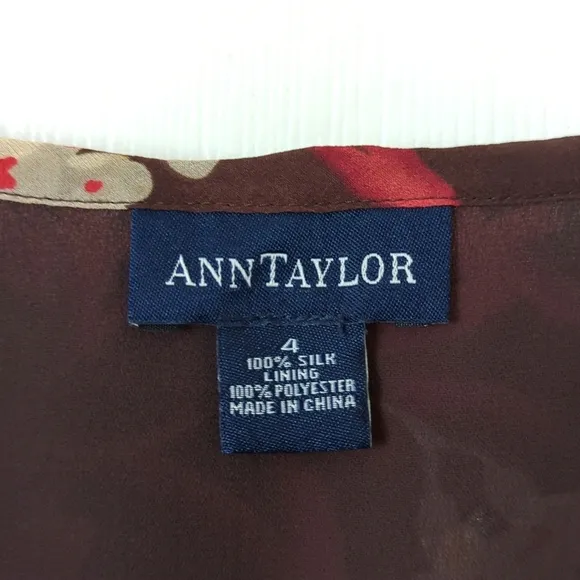 ANNTAYLOR
4
100% SILK
LINING
100% POLYESTER
MADE IN CHINA